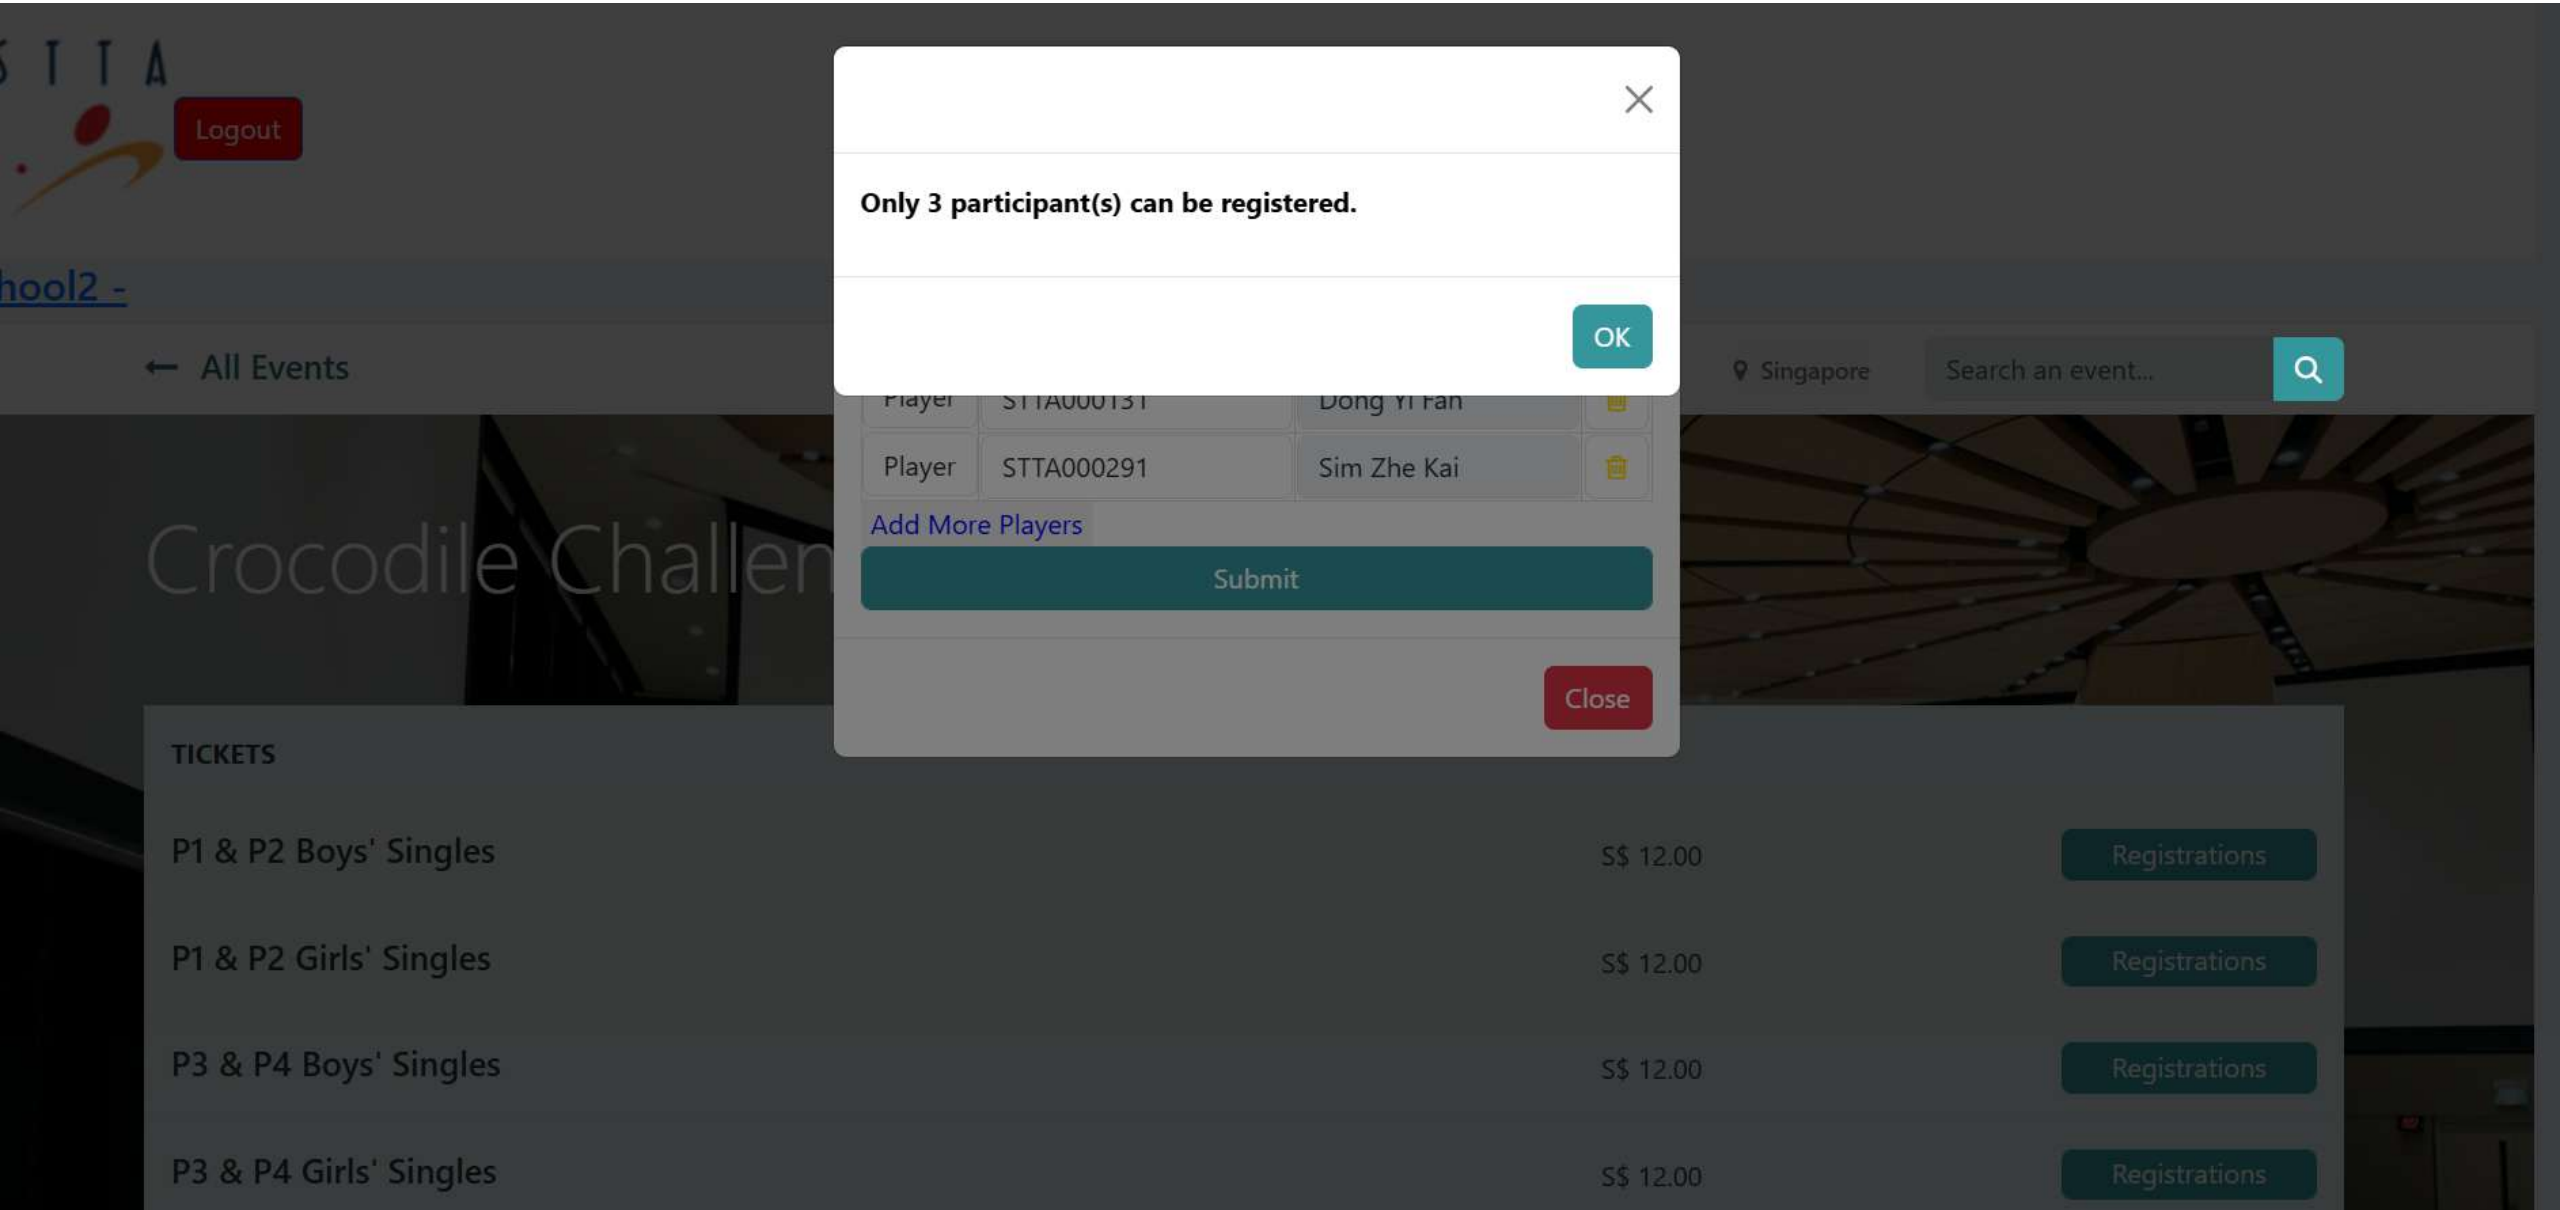 STTA
Logout
Only 3 participant(s) can be registered.
hool2 -
OK
← All Events
Singapore
Search an event...
Player STTA000131 Dong Yi Fan
Player STTA000291 Sim Zhe Kai
Add More Players
Crocodile Challen
Submit
Close
TICKETS
P1 & P2 Boys' Singles S$ 12.00 Registrations
P1 & P2 Girls' Singles S$ 12.00 Registrations
P3 & P4 Boys' Singles S$ 12.00 Registrations
P3 & P4 Girls' Singles S$ 12.00 Registrations